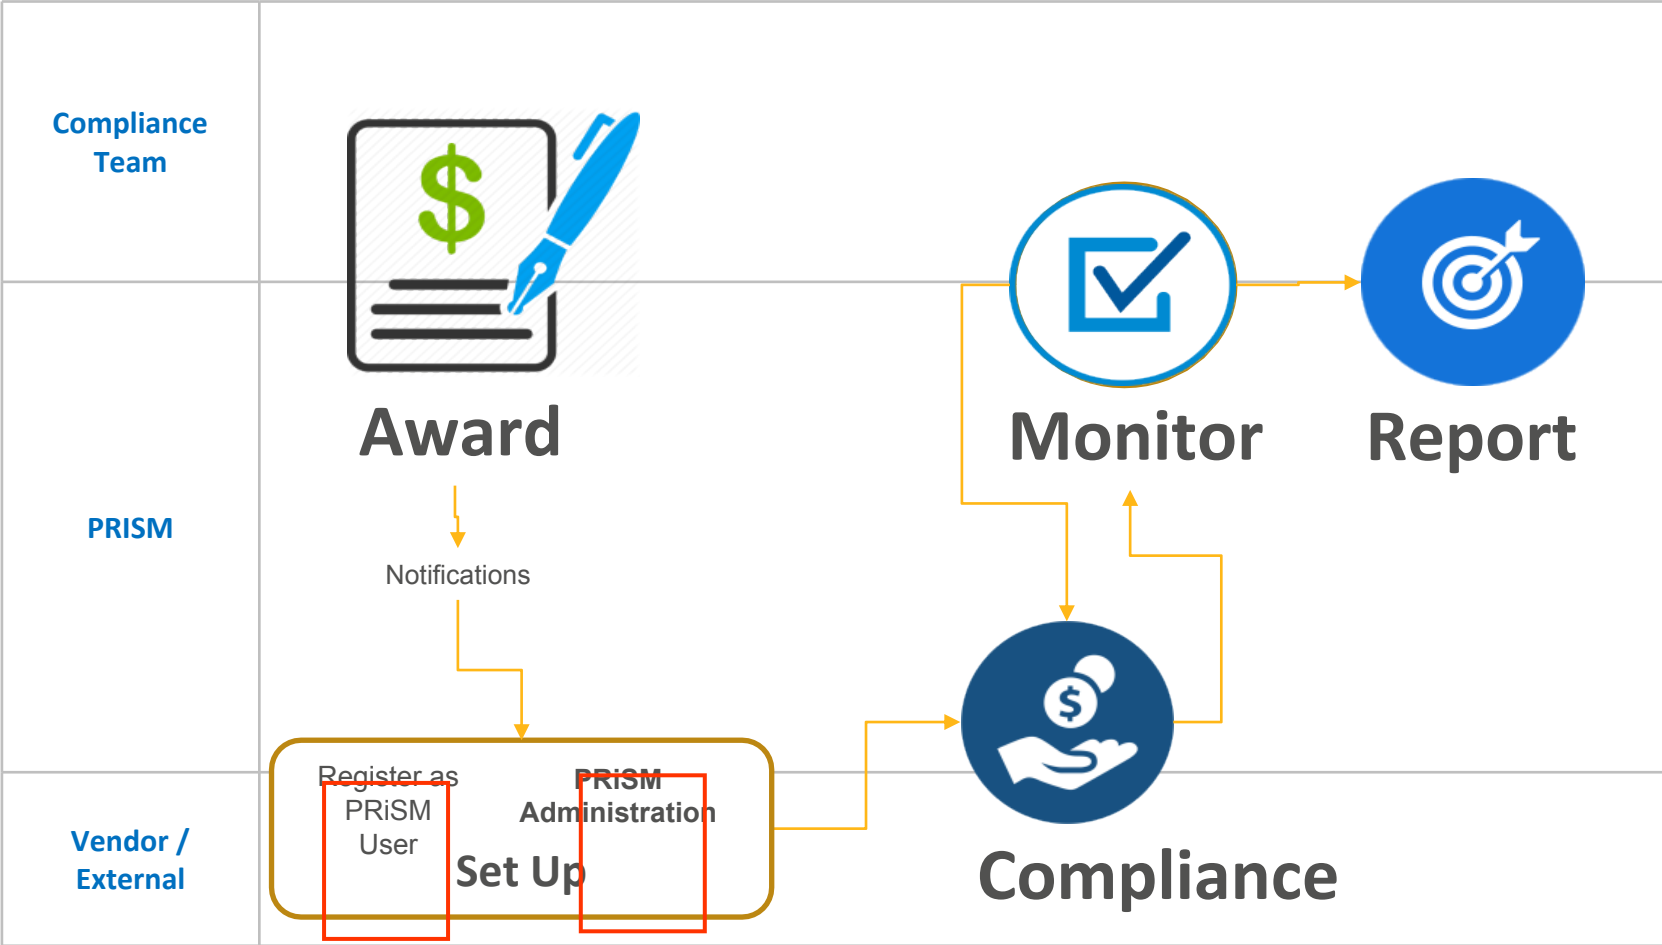 Compliance
Team
$
Award
Monitor
Report
PRISM
Notifications
$
Register as
PRiSM
User
PRiSM
Administration
Set Up
Vendor /
External
Compliance